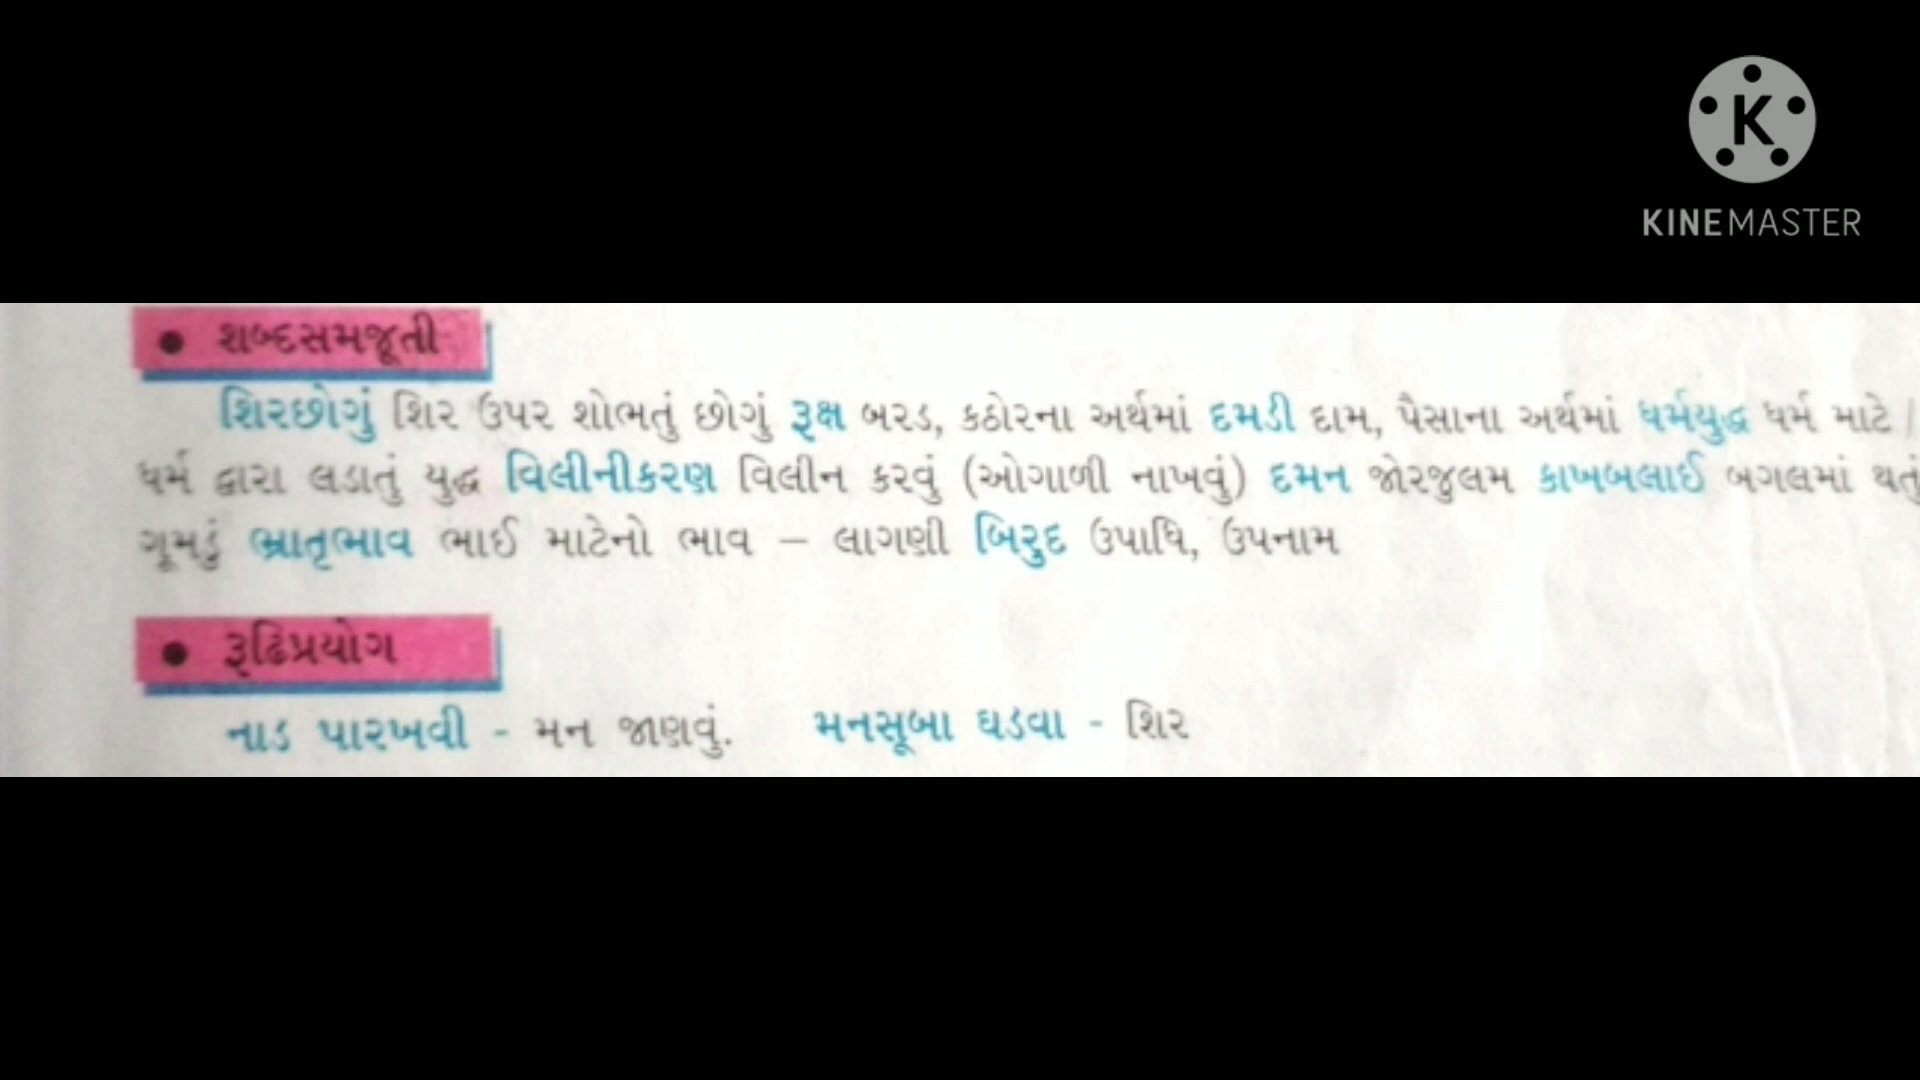 KINEMASTER
• શબ્દસમજૂતી
શિરછોગું શિર ઉપર શોભતું છોગું રૂક્ષ બરડ, કઠોરના અર્થમાં દમડી દામ, પૈસાના અર્થમાં ધર્મયુદ્ધ ધર્મ માટે /
ધર્મ દ્વારા લડાતું યુદ્ધ વિલીનીકરણ વિલીન કરવું (ઓગાળી નાખવું) દમન જોરજુલમ કાખબલાઈ બગલમાં થતું
ગૂમડું ભ્રાતૃભાવ ભાઈ માટેનો ભાવ – લાગણી બિરુદ ઉપાધિ, ઉપનામ
• રૂઢિપ્રયોગ
નાડ પારખવી - મન જાણવું. મનસૂબા ઘડવા - શિર